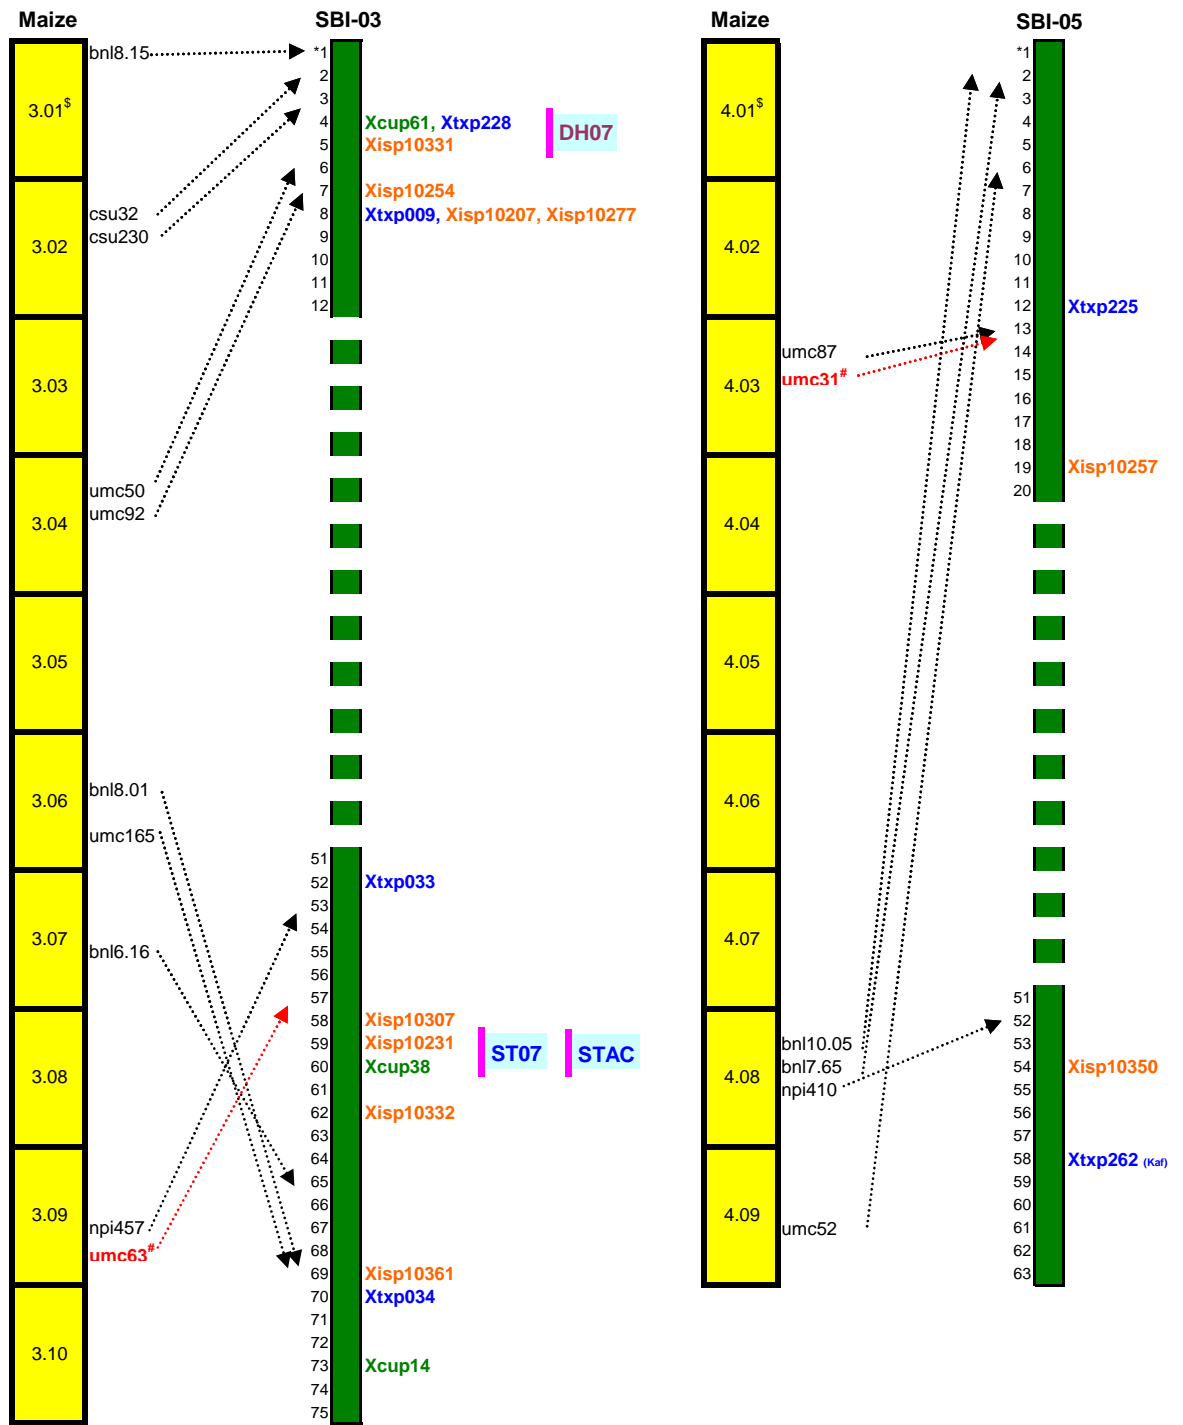 Maize SBI-03
bnl8.15 *1
2
3.01$ 3
4 Xcup61, Xtxp228 DH07
5 Xisp10331
6
7 Xisp10254
csu32 8 Xtxp009, Xisp10207, Xisp10277
csu230 9
3.02 10
11
12
3.03
umc50
umc92
3.04
3.05
bnl8.01
3.06
umc165
51
52 Xtxp033
53
3.07 54
bnl6.16 55
56
57
58 Xisp10307
59 Xisp10231 ST07 STAC
60 Xcup38
3.08 61
62 Xisp10332
63
64
65
66
3.09 npi457 67
umc63# 68
69 Xisp10361
70 Xtxp034
71
72
3.10 73 Xcup14
74
75
Maize SBI-05
*1
2
4.01$ 3
4
5
6
7
8
4.02 9
10
11
12 Xtxp225
13
umc87 14
4.03 umc31# 15
16
17
18
19 Xisp10257
20
4.04
4.05
4.06
4.07
51
52
bnl10.05 53
bnl7.65 54 Xisp10350
4.08 npi410 55
56
57
58 Xtxp262 (Kaf)
59
60
4.09 umc52 61
62
63